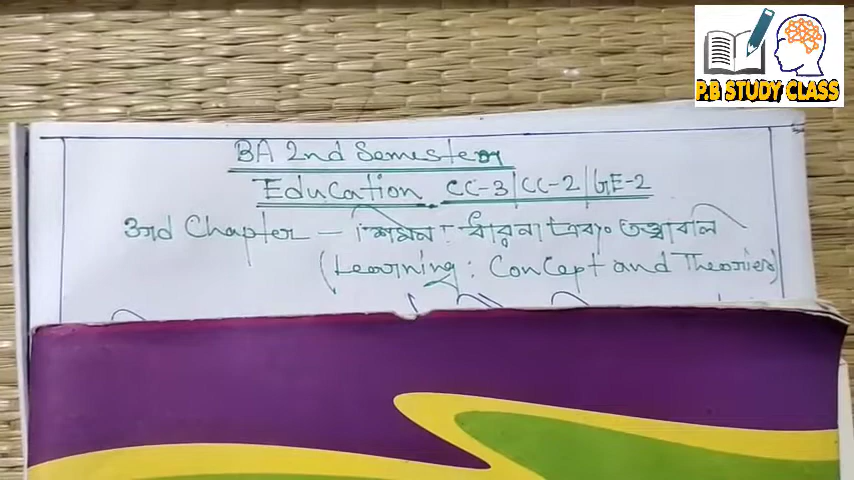 P.B STUDY CLASS
BA 2nd Semester
Education CC-3|CC-2|GE-2
3rd Chapter - শিখন : ধারনা এবং তত্ত্বাবলি
(Learning : Concept and Theories)